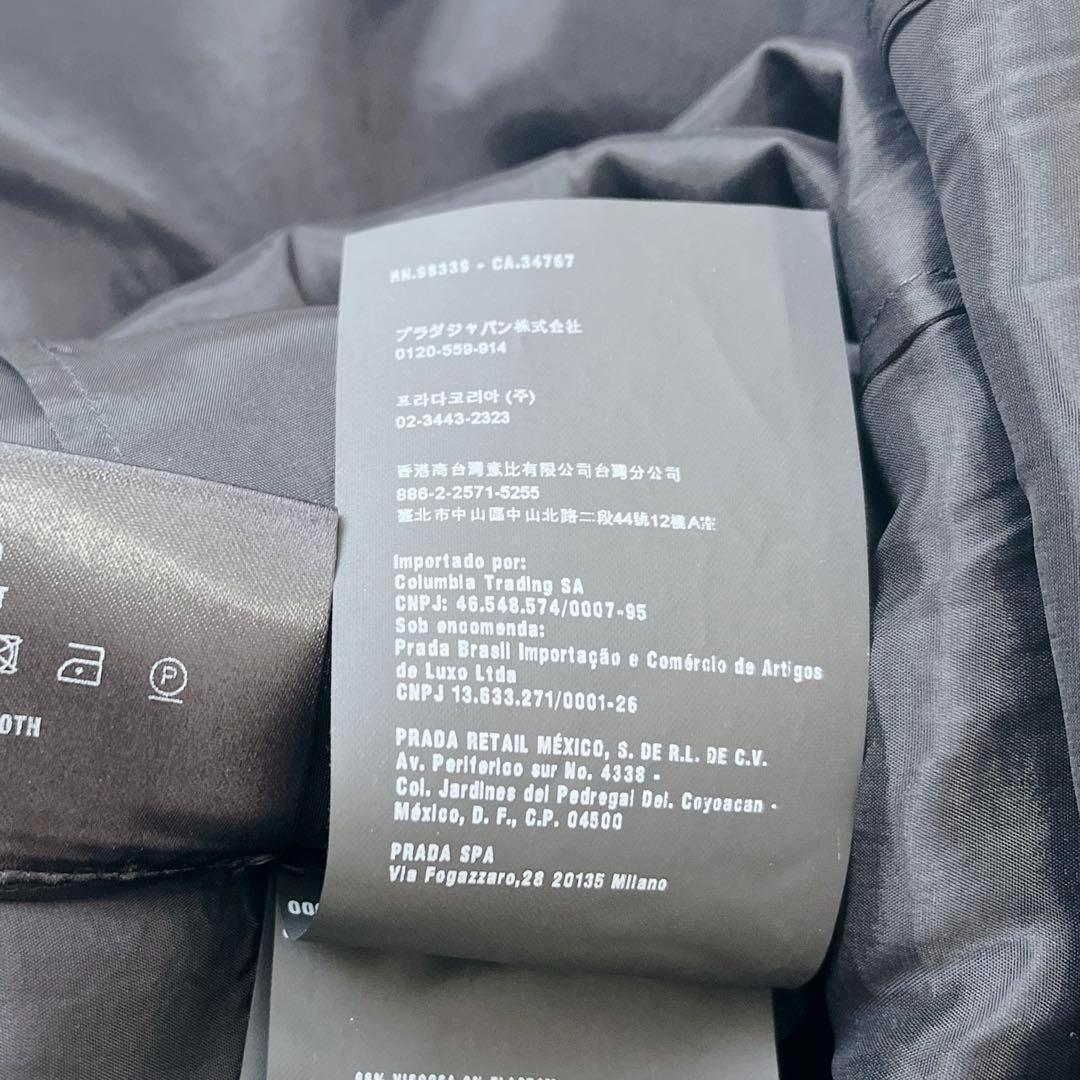 RN.98339 - CA.34767
プラダジャパン株式会社
0120-559-914
프라다코리아 (주)
02-3443-2323
香港商台灣意比有限公司台灣分公司
886-2-2571-5255
臺北市中山區中山北路二段44號12樓A座
Importado por:
Columbia Trading SA
CNPJ: 46.548.574/0007-95
Sob encomenda:
Prada Brasil Importação e Comércio de Artigos
de Luxo Ltda
CNPJ 13.633.271/0001-26
PRADA RETAIL MÉXICO, S. DE R.L. DE C.V.
Av. Periferico sur No. 4338 -
Col. Jardines del Pedregal Del. Coyoacan -
México, D. F., C.P. 04500
PRADA SPA
Via Fogazzaro,28 20135 Milano
P
OTH
00
VISCOSA